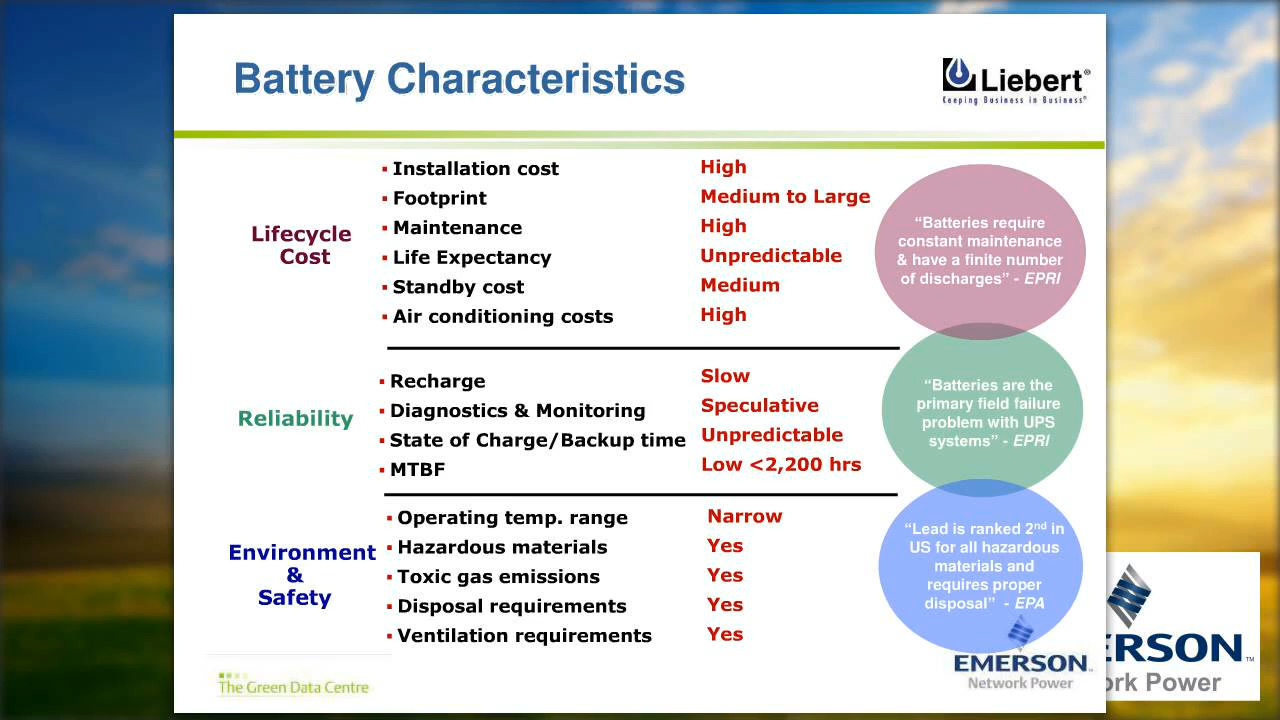 Battery Characteristics
Liebert®
Keeping Business in Business®
Lifecycle
Cost
▪ Installation cost High
▪ Footprint Medium to Large
▪ Maintenance High
▪ Life Expectancy Unpredictable
▪ Standby cost Medium
▪ Air conditioning costs High
“Batteries require
constant maintenance
& have a finite number
of discharges” - EPRI
Reliability
▪ Recharge Slow
▪ Diagnostics & Monitoring Speculative
▪ State of Charge/Backup time Unpredictable
▪ MTBF Low <2,200 hrs
“Batteries are the
primary field failure
problem with UPS
systems” - EPRI
Environment
&
Safety
▪ Operating temp. range Narrow
▪ Hazardous materials Yes
▪ Toxic gas emissions Yes
▪ Disposal requirements Yes
▪ Ventilation requirements Yes
“Lead is ranked 2nd in
US for all hazardous
materials and
requires proper
disposal” - EPA
The Green Data Centre
EMERSON™
Network Power
ERSON™
ork Power